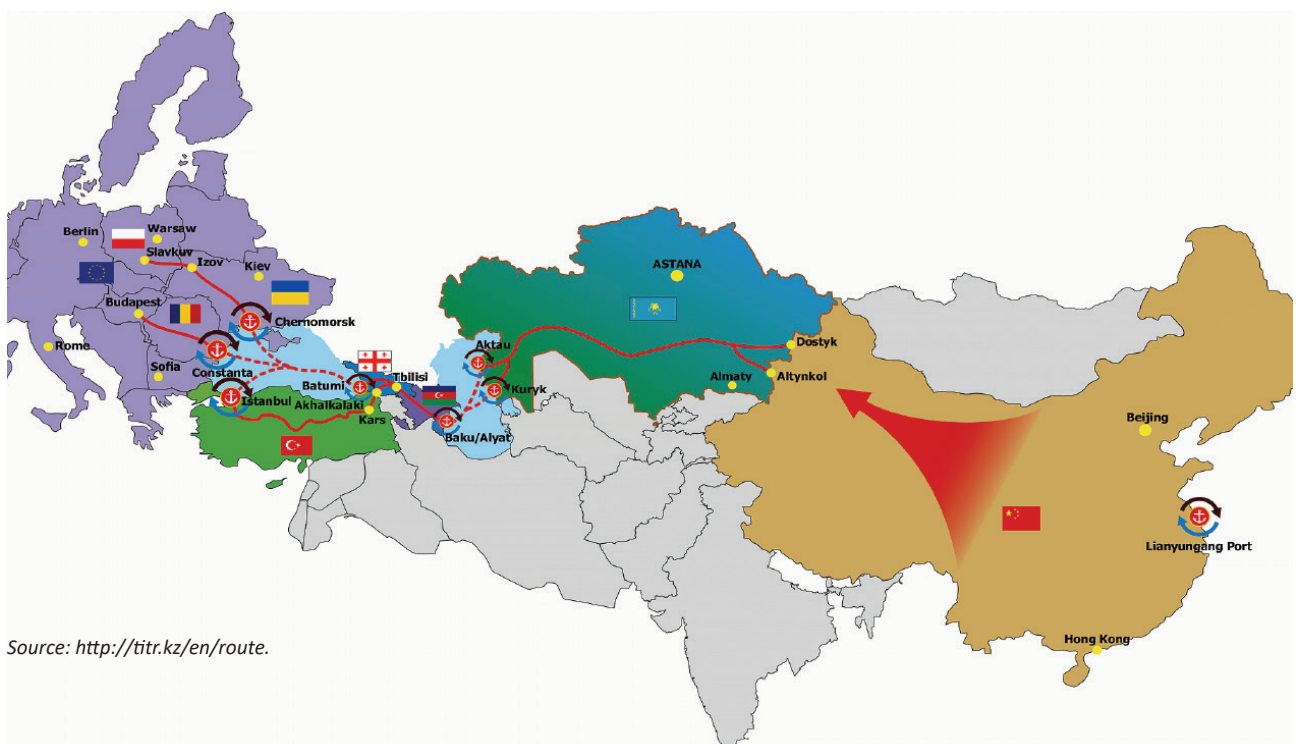 Berlin
Warsaw
Slavkuv
Izov
Kiev
Budapest
Chernomorsk
Rome
Sofia
Constanta
Istanbul
Batumi
Tbilisi
Akhalkalaki
Kars
Baku/Alyat
Aktau
Kuryk
ASTANA
Dostyk
Almaty
Altynkol
Beijing
Lianyungang Port
Hong Kong
Source: http://titr.kz/en/route.